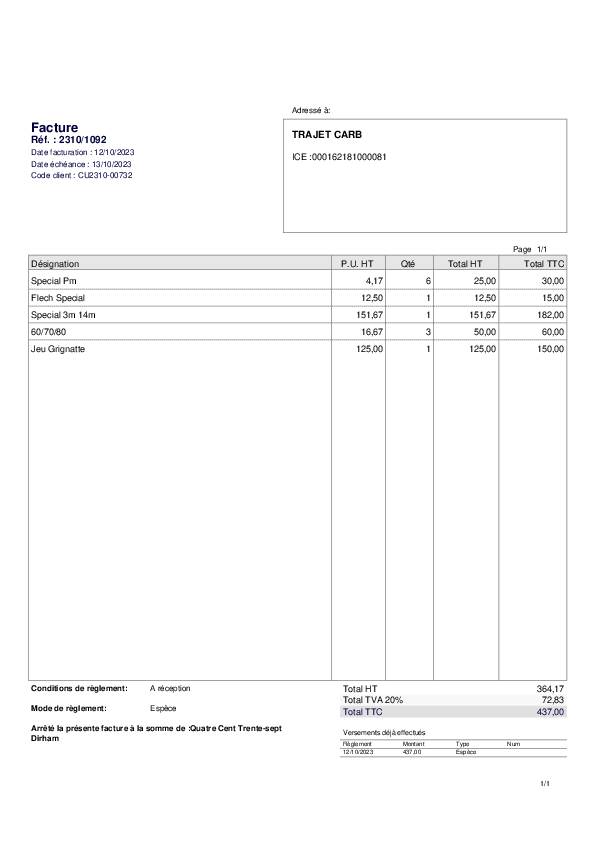 Adressé à:
Facture
Réf. : 2310/1092
Date facturation : 12/10/2023
Date échéance : 13/10/2023
Code client : CU2310-00732
TRAJET CARB
ICE :000162181000081
Page 1/1
Désignation P.U. HT Qté Total HT Total TTC
Special Pm 4,17 6 25,00 30,00
Flech Special 12,50 1 12,50 15,00
Special 3m 14m 151,67 1 151,67 182,00
60/70/80 16,67 3 50,00 60,00
Jeu Grignatte 125,00 1 125,00 150,00
Conditions de règlement: A réception
Mode de règlement: Espèce
Arrêté la présente facture à la somme de :Quatre Cent Trente-sept
Dirham
Total HT 364,17
Total TVA 20% 72,83
Total TTC 437,00
Versements déjà effectués
Règlement Montant Type Num
12/10/2023 437,00 Espèce
1/1